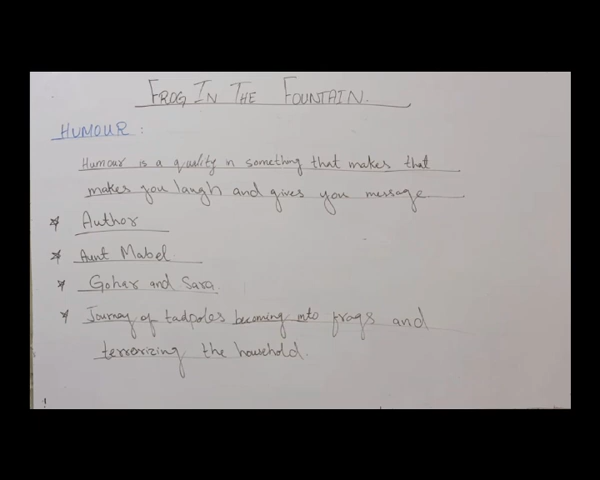 FROG IN THE FOUNTAIN.
HUMOUR:
Humour is a quality in something that makes that
makes you laugh and gives you message
* Author
* Aunt Mabel
* Gohar and Sara
* Journey of tadpoles becoming into frogs and
terrorizing the household.